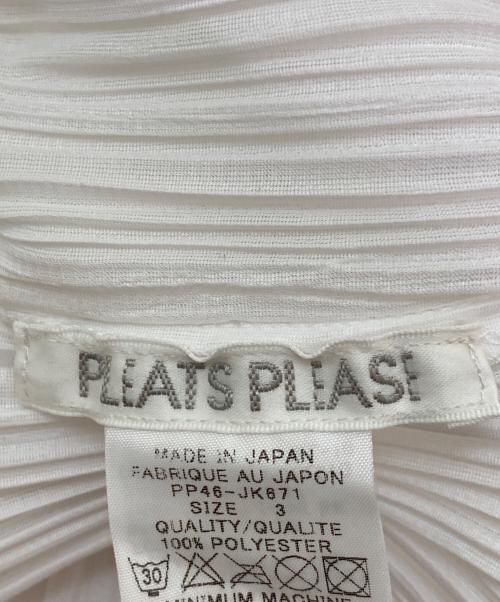 PLEATS PLEASE
MADE IN JAPAN
FABRIQUE AU JAPON
PP46-JK671
SIZE 3
QUALITY/QUALITE
100% POLYESTER
30
MINIMUM MACHINE